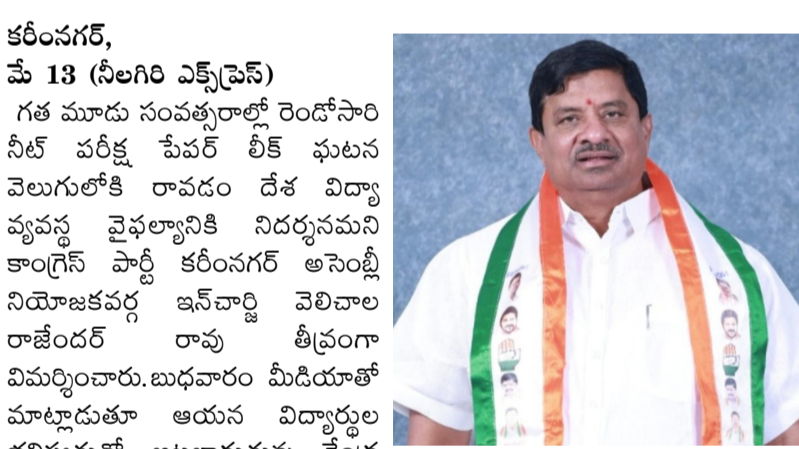 కరీంనగర్,
మే 13 (నీలగిరి ఎక్స్‌ప్రెస్)
గత మూడు సంవత్సరాల్లో రెండోసారి
నీట్ పరీక్ష పేపర్ లీక్ ఘటన
వెలుగులోకి రావడం దేశ విద్యా
వ్యవస్థ వైఫల్యానికి నిదర్శనమని
కాంగ్రెస్ పార్టీ కరీంనగర్ అసెంబ్లీ
నియోజకవర్గ ఇన్‌చార్జి వెలిచాల
రాజేందర్ రావు తీవ్రంగా
విమర్శించారు.బుధవారం మీడియాతో
మాట్లాడుతూ ఆయన విద్యార్థుల